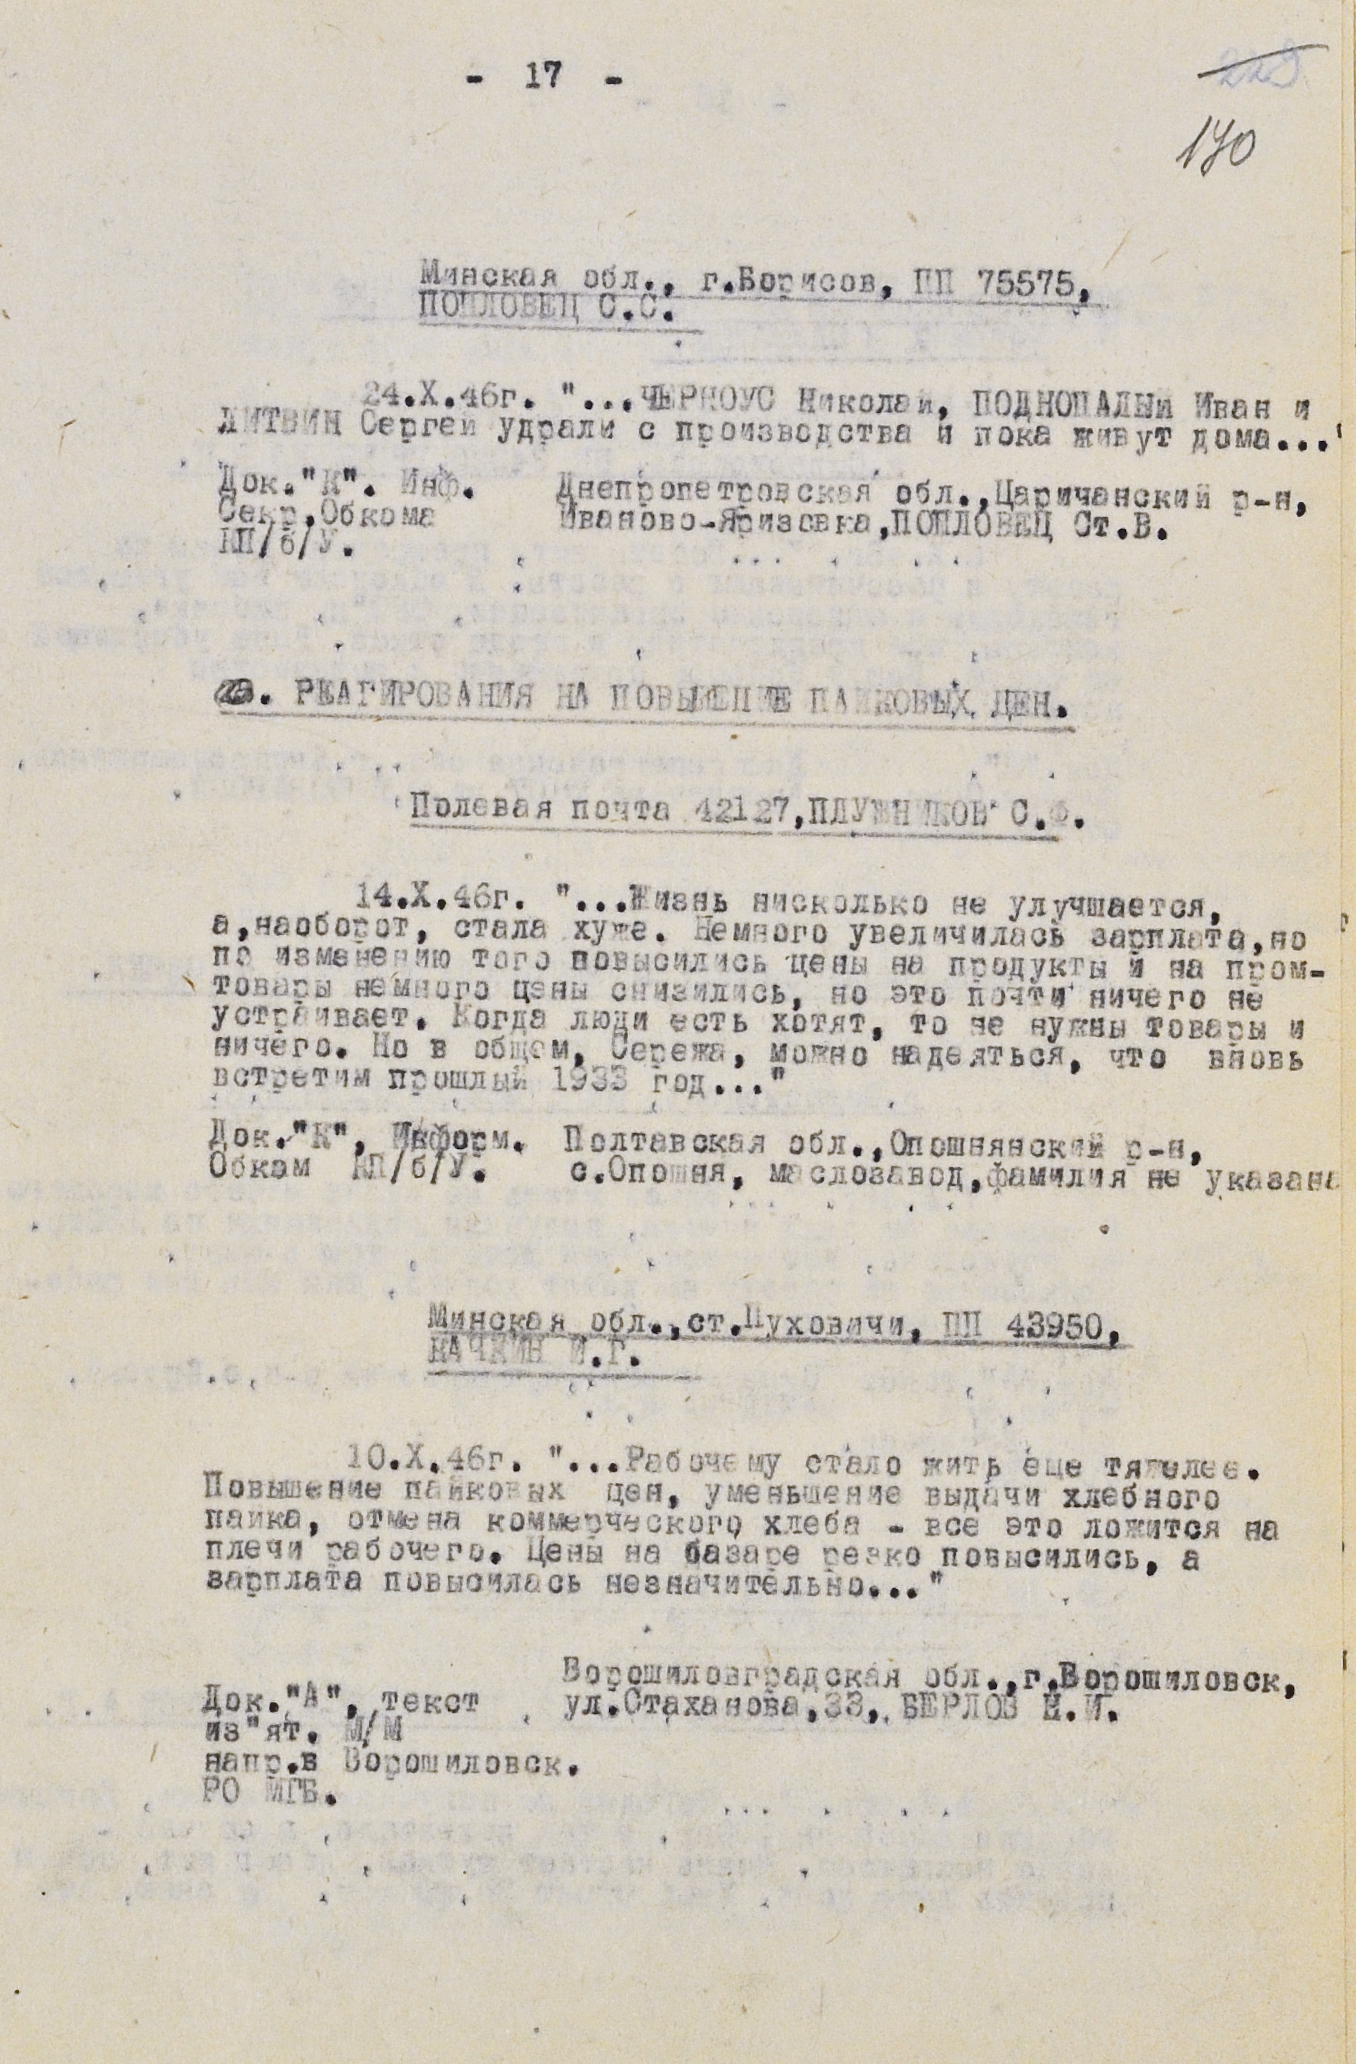 - 17 -
229
170
Минская обл., г.Борисов, ПП 75575,
ПОПЛОВЕЦ С.С.
24.X.46г. "...ЧЕРНОУС Николай, ПОДНОПАЛЫЙ Иван и
ЛИТВИН Сергей удрали с производства и пока живут дома..."
Док."К". Инф. Днепропетровская обл.,Царичанский р-н,
Секр.Обкома Иваново-Яризовка,ПОПЛОВЕЦ Ст.В.
КП/б/У.
. РЕАГИРОВАНИЯ НА ПОВЫШЕНИЕ ПАЙКОВЫХ ЦЕН.
Полевая почта 42127,ПЛУЖНИКОВ С.Ф.
14.X.46г. "...Жизнь нисколько не улучшается,
а,наоборот, стала хуже. Немного увеличилась зарплата,но
по изменению того повысились цены на продукты и на пром-
товары немного цены снизились, но это почти ничего не
устраивает. Когда люди есть хотят, то не нужны товары и
ничего. Но в общем, Сережа, можно надеяться, что вновь
встретим прошлый 1933 год..."
Док."К", Информ. Полтавская обл.,Опошнянский р-н,
Обком КП/б/У. с.Опошня, маслозавод,фамилия не указана
Минская обл.,ст.Пуховичи, ПП 43950,
КАЧКИН И.Г.
10.X.46г. "...Рабочему стало жить еще тяжелее.
Повышение пайковых цен, уменьшение выдачи хлебного
пайка, отмена коммерческого хлеба - все это ложится на
плечи рабочего. Цены на базаре резко повысились, а
зарплата повысилась незначительно..."
Ворошиловградская обл.,г.Ворошиловск,
Док."А", текст ул.Стаханова,33, БЕРЛОВ Н.И.
из"ят. М/М
напр.в Ворошиловск.
РО МГБ.